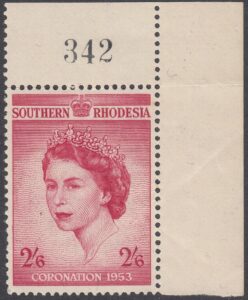 342
SOUTHERN RHODESIA
2/6 2/6
CORONATION 1953